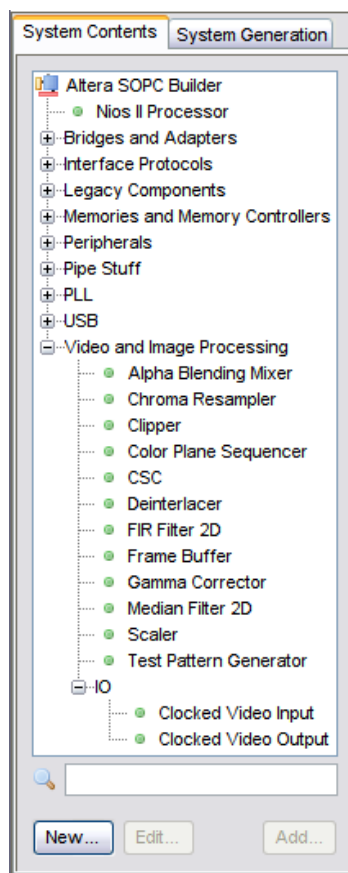 System Contents System Generation
Altera SOPC Builder
Nios II Processor
Bridges and Adapters
Interface Protocols
Legacy Components
Memories and Memory Controllers
Peripherals
Pipe Stuff
PLL
USB
Video and Image Processing
Alpha Blending Mixer
Chroma Resampler
Clipper
Color Plane Sequencer
CSC
Deinterlacer
FIR Filter 2D
Frame Buffer
Gamma Corrector
Median Filter 2D
Scaler
Test Pattern Generator
IO
Clocked Video Input
Clocked Video Output
New... Edit... Add...